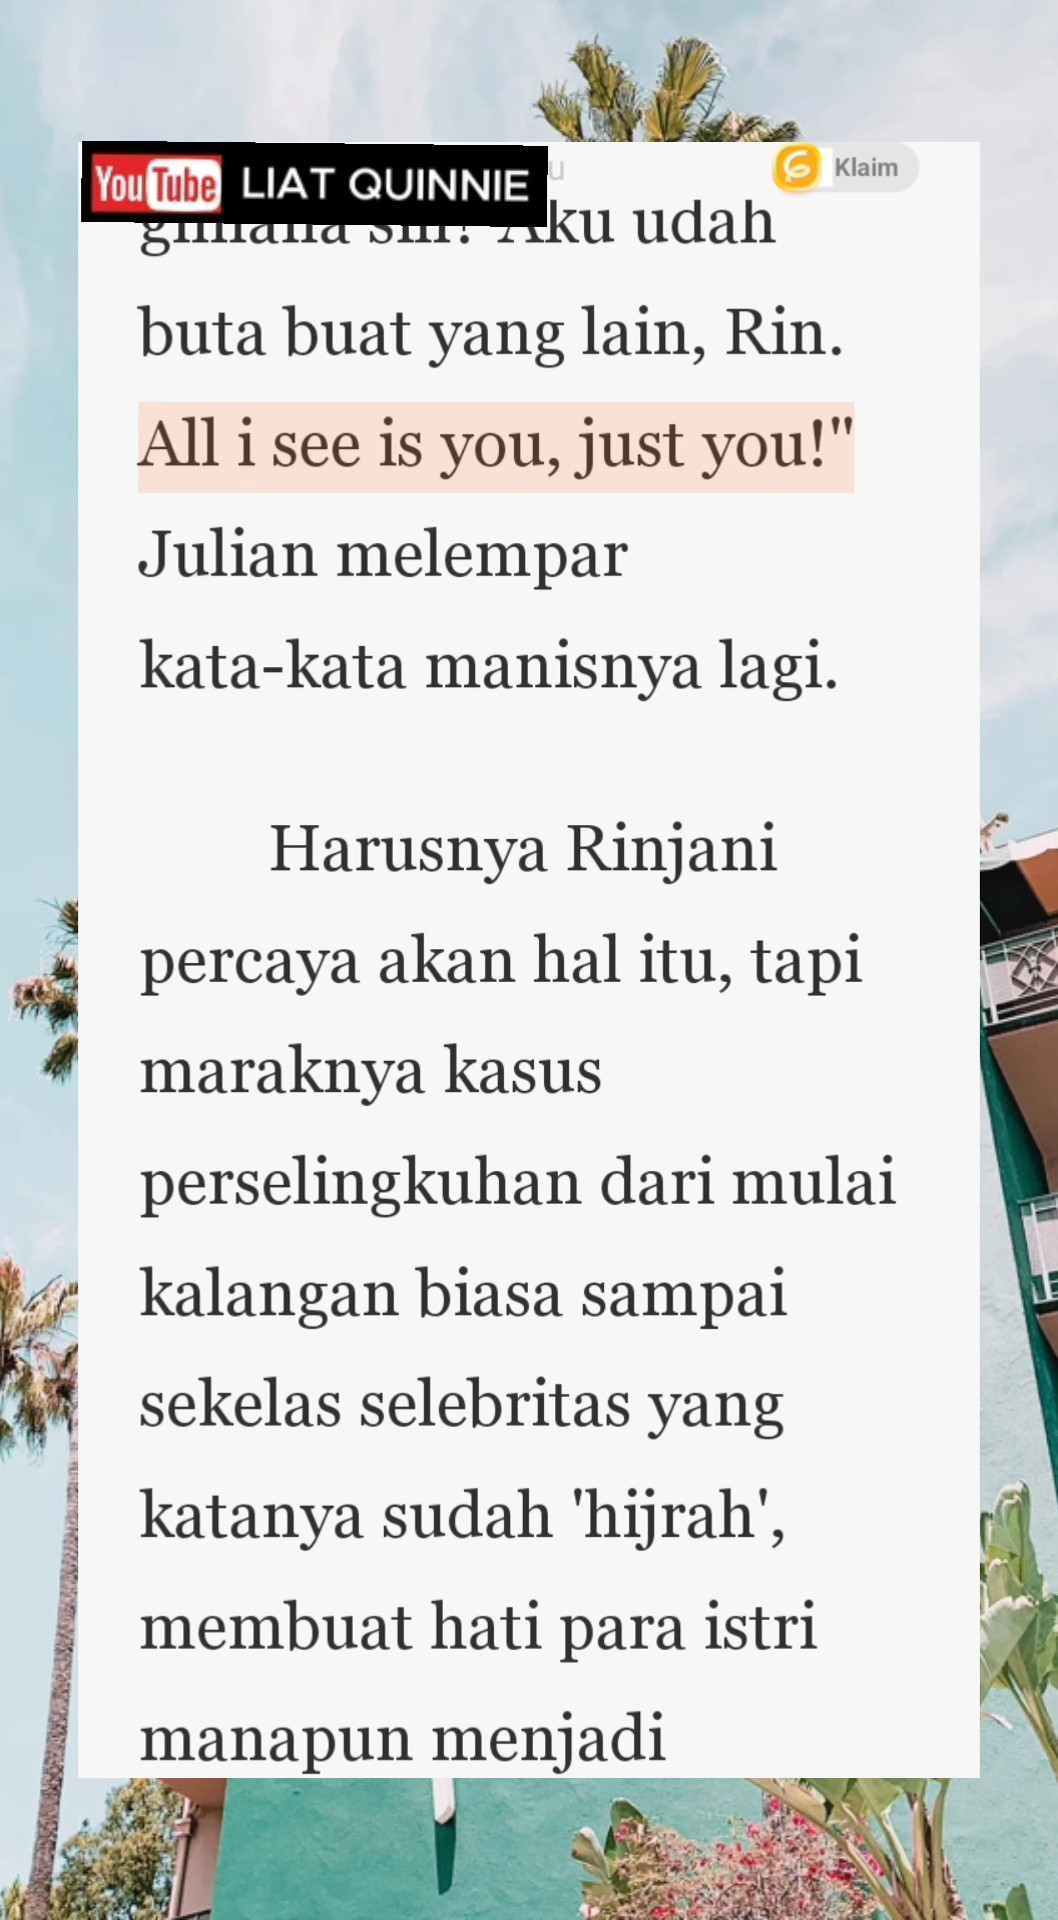 YouTube LIAT QUINNIE
u
Klaim
gimana sih? Aku udah
buta buat yang lain, Rin.
All i see is you, just you!"
Julian melempar
kata-kata manisnya lagi.
Harusnya Rinjani
percaya akan hal itu, tapi
maraknya kasus
perselingkuhan dari mulai
kalangan biasa sampai
sekelas selebritas yang
katanya sudah 'hijrah',
membuat hati para istri
manapun menjadi